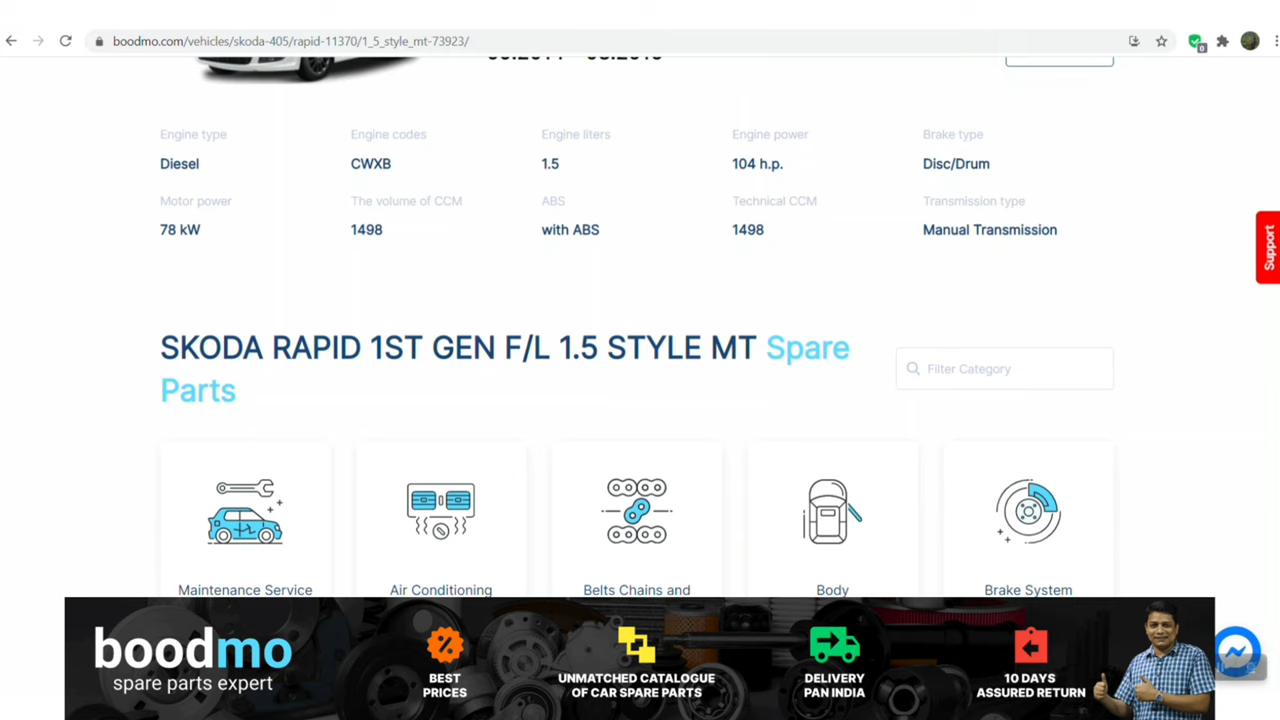 boodmo.com/vehicles/skoda-405/rapid-11370/1_5_style_mt-73923/
Engine type
Engine codes
Engine liters
Engine power
Brake type
Diesel
CWXB
1.5
104 h.p.
Disc/Drum
Motor power
The volume of CCM
ABS
Technical CCM
Transmission type
78 kW
1498
with ABS
1498
Manual Transmission
Support
SKODA RAPID 1ST GEN F/L 1.5 STYLE MT Spare
Parts
Filter Category
Maintenance Service
Air Conditioning
Belts Chains and
Body
Brake System
boodmo
spare parts expert
BEST
PRICES
UNMATCHED CATALOGUE
OF CAR SPARE PARTS
DELIVERY
PAN INDIA
10 DAYS
ASSURED RETURN